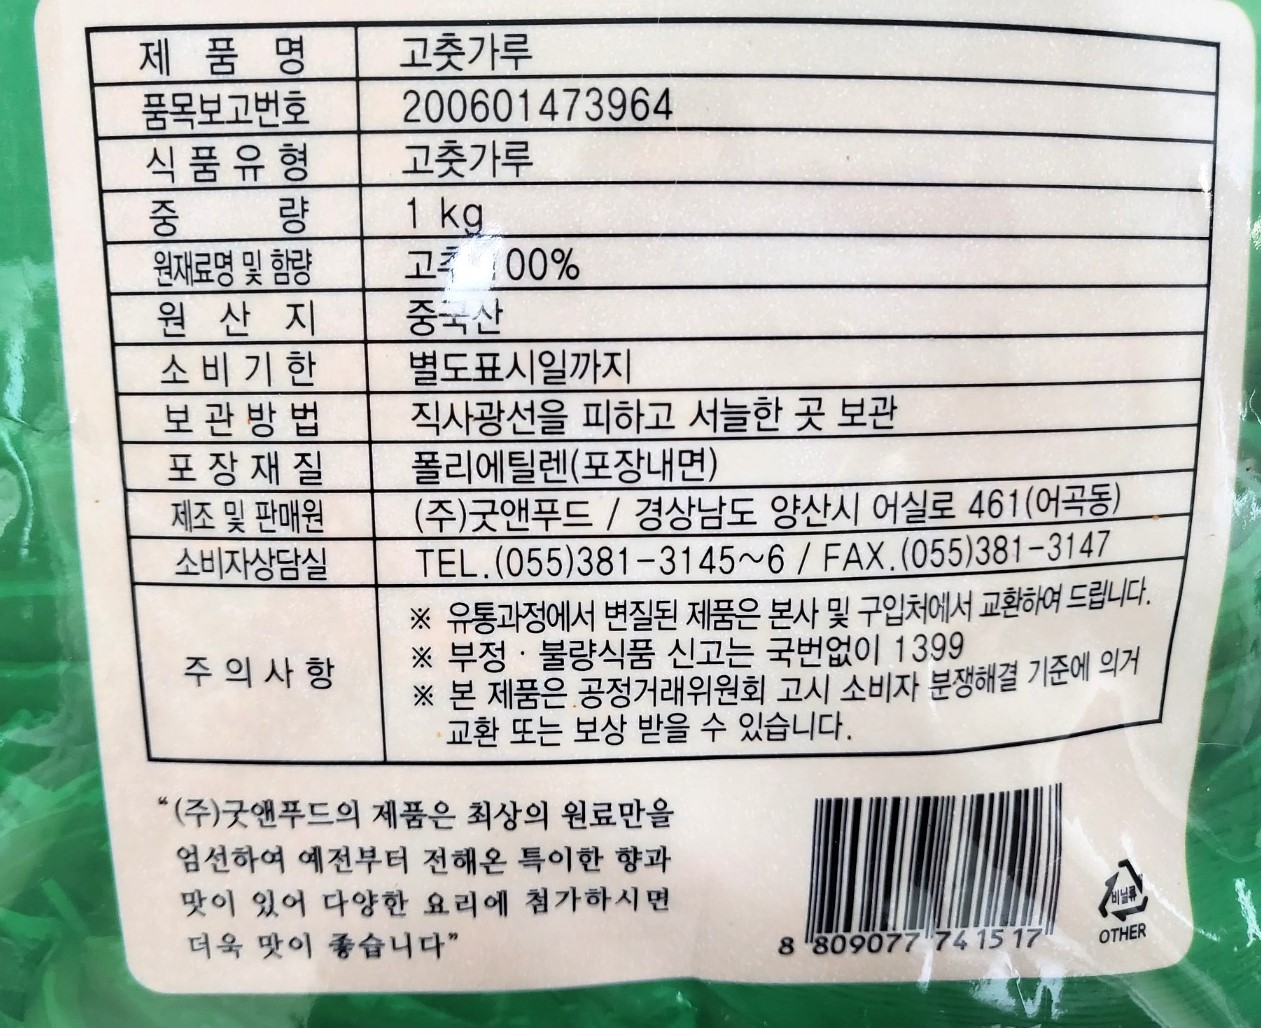 제 품 명 고춧가루
품목보고번호 200601473964
식 품 유 형 고춧가루
중 량 1 kg
원재료명 및 함량 고추 100%
원 산 지 중국산
소 비 기 한 별도표시일까지
보 관 방 법 직사광선을 피하고 서늘한 곳 보관
포 장 재 질 폴리에틸렌(포장내면)
제조 및 판매원 (주)굿앤푸드 / 경상남도 양산시 어실로 461(어곡동)
소비자상담실 TEL.(055)381-3145~6 / FAX.(055)381-3147
주 의 사 항
※ 유통과정에서 변질된 제품은 본사 및 구입처에서 교환하여 드립니다.
※ 부정 · 불량식품 신고는 국번없이 1399
※ 본 제품은 공정거래위원회 고시 소비자 분쟁해결 기준에 의거
교환 또는 보상 받을 수 있습니다.
“(주)굿앤푸드의 제품은 최상의 원료만을
엄선하여 예전부터 전해온 특이한 향과
맛이 있어 다양한 요리에 첨가하시면
더욱 맛이 좋습니다”
8 809077 741517
비닐류
OTHER